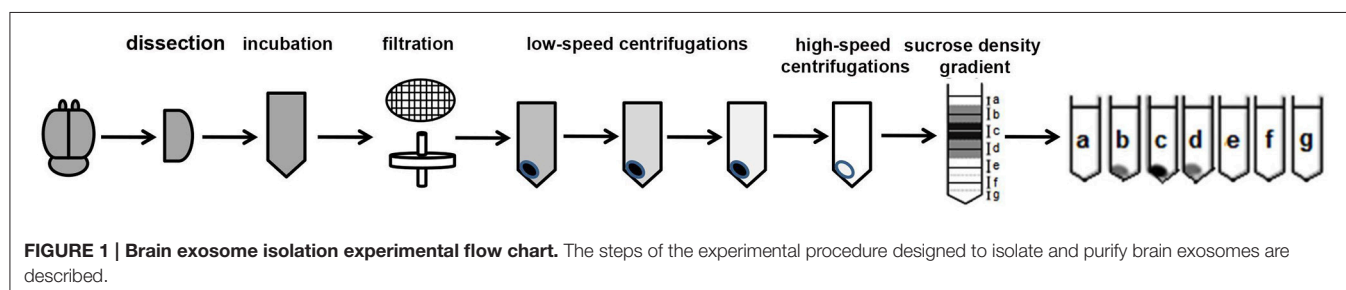 dissection incubation filtration low-speed centrifugations high-speed centrifugations sucrose density gradient
a
b
c
d
e
f
g
a b c d e f g
FIGURE 1 | Brain exosome isolation experimental flow chart. The steps of the experimental procedure designed to isolate and purify brain exosomes are
described.